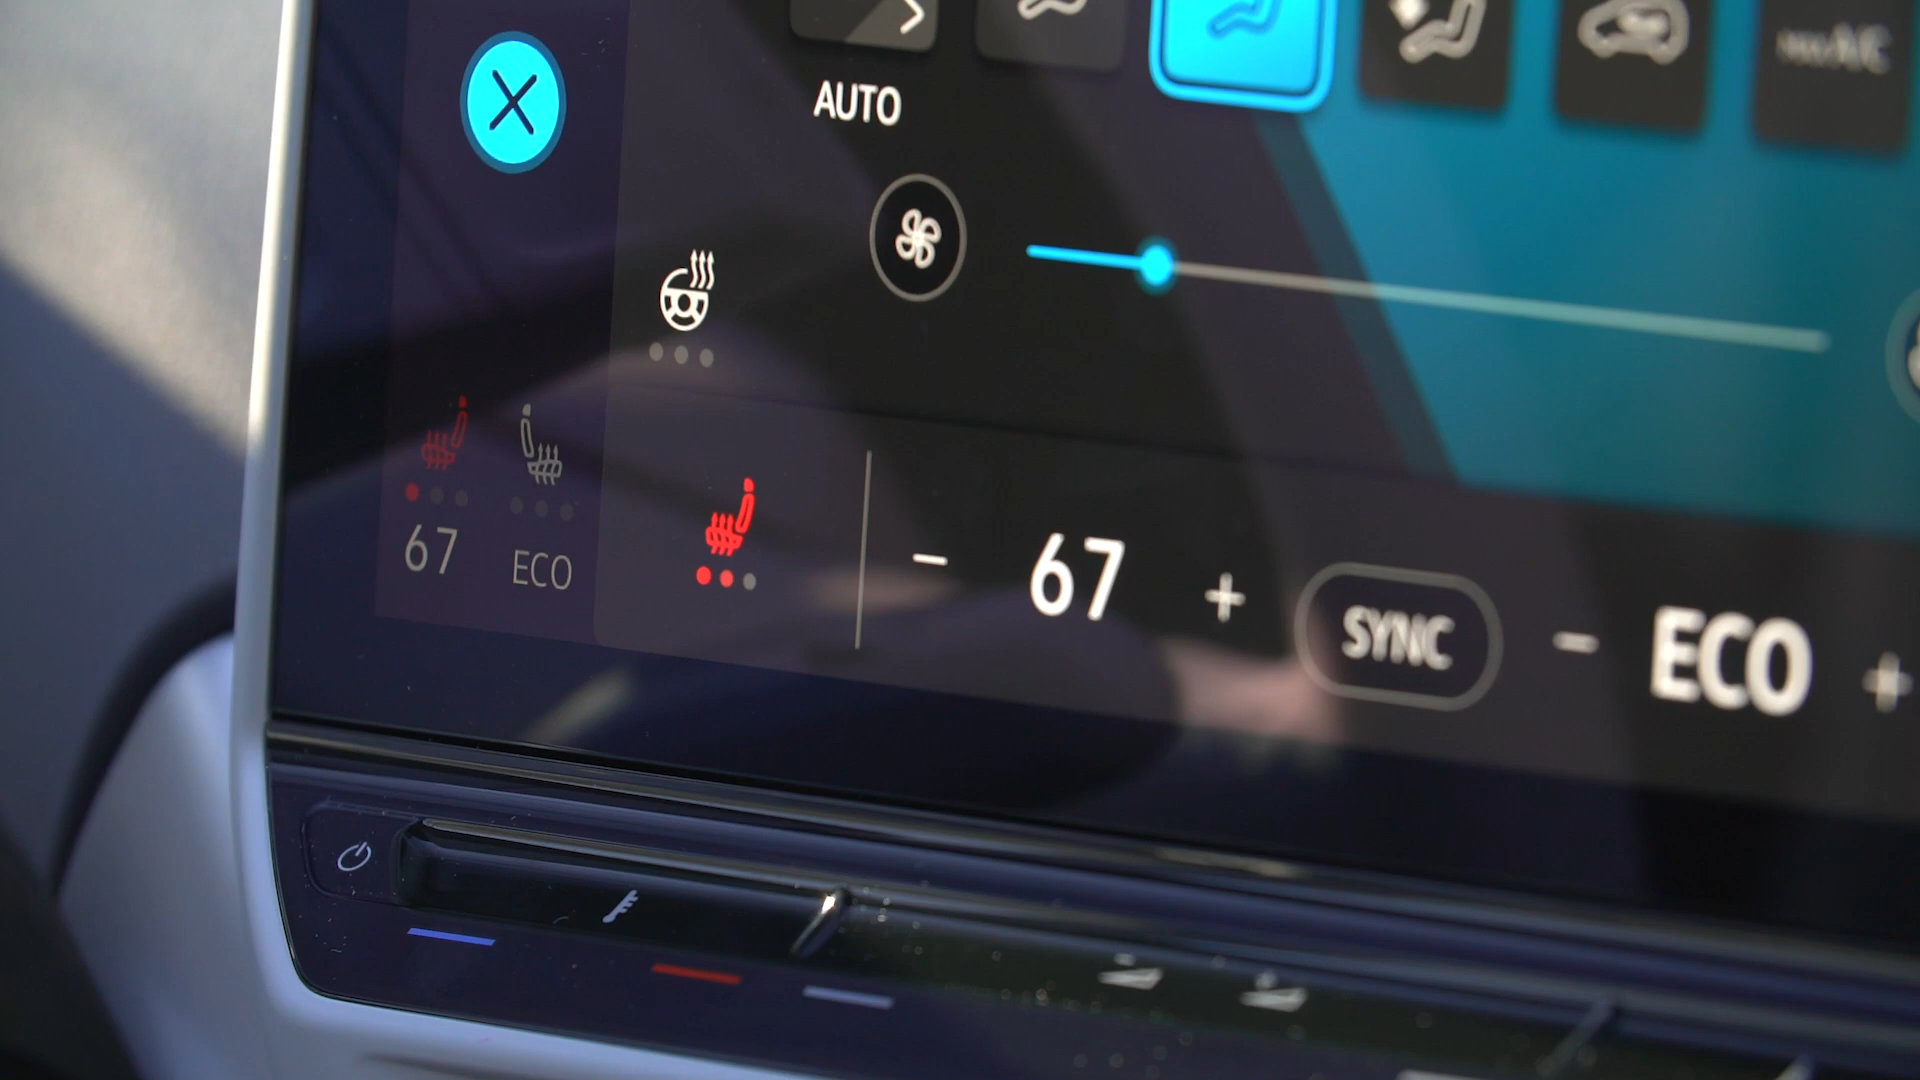 AUTO
67
ECO
- 67 +
SYNC
- ECO +